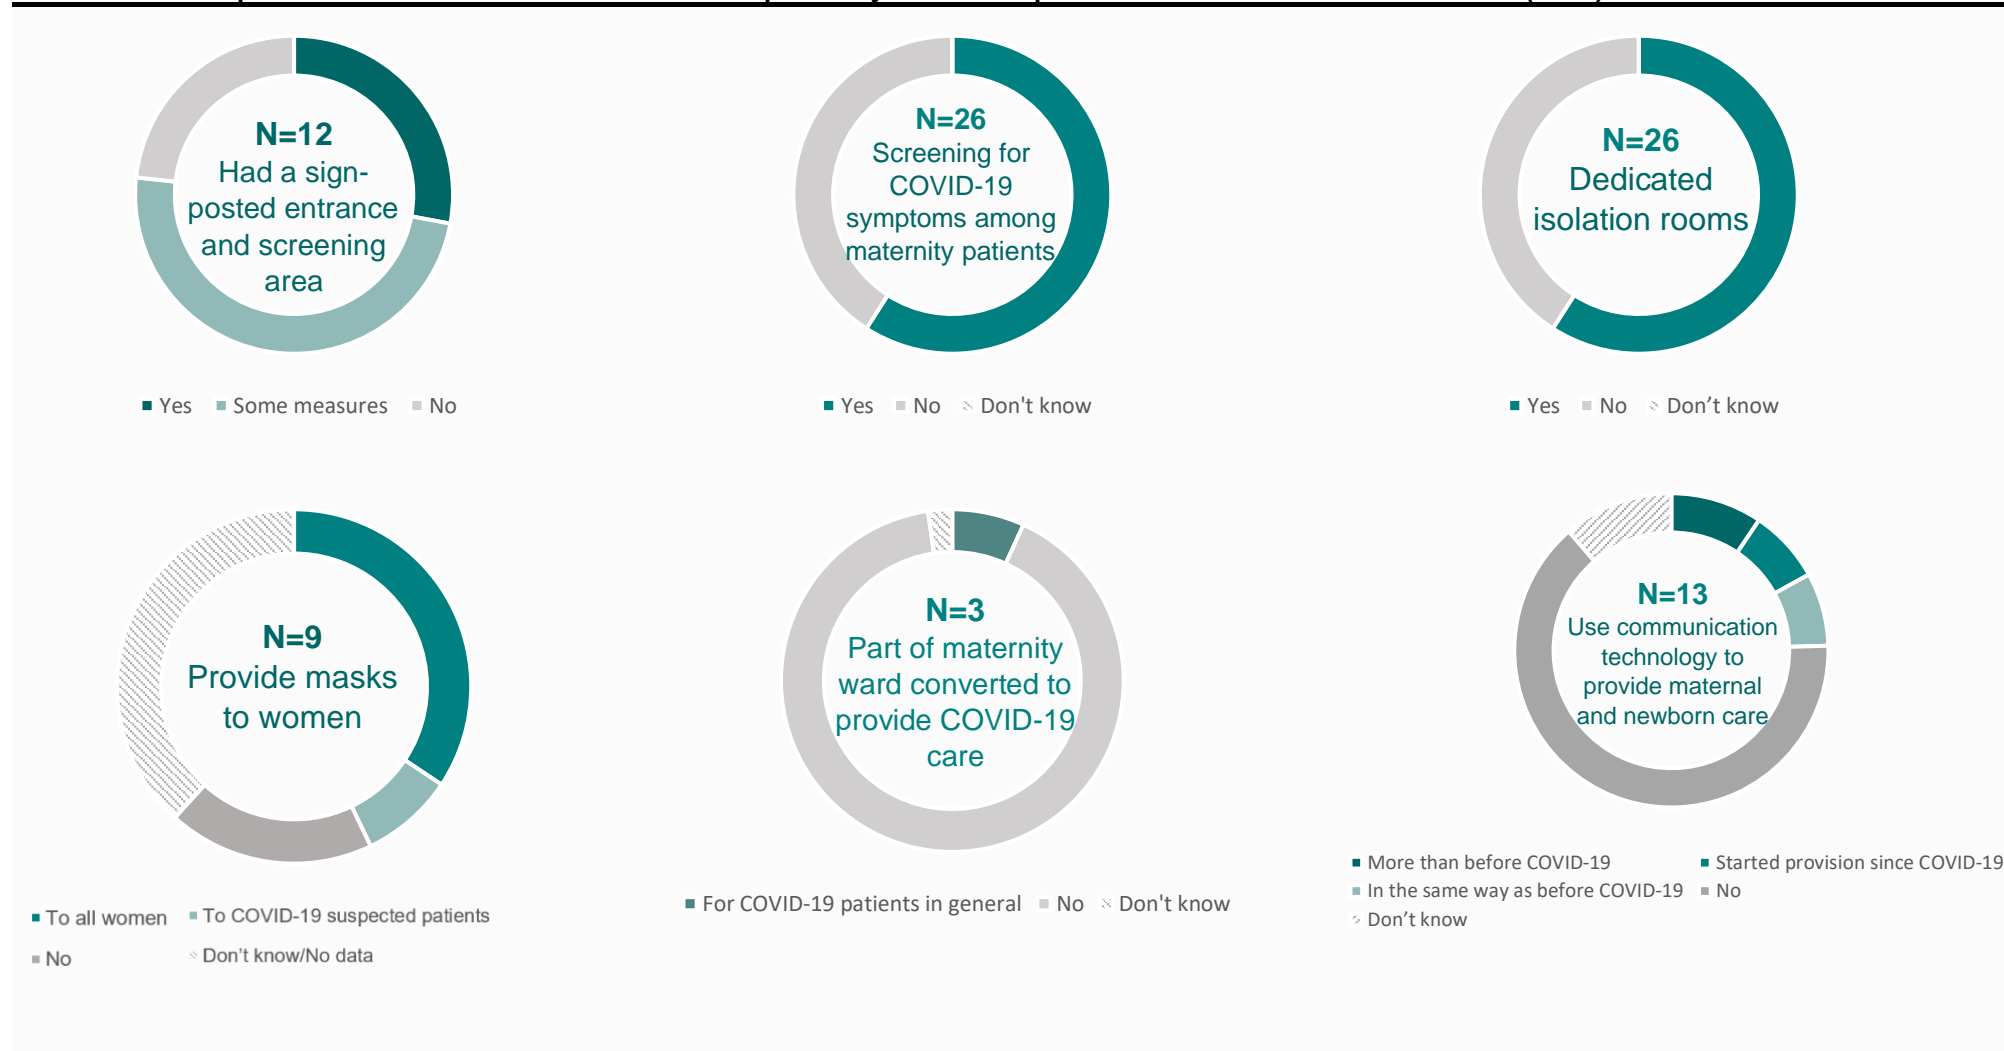 N=12
Had a sign-
posted entrance
and screening
area
■ Yes ■ Some measures ■ No
N=26
Screening for
COVID-19
symptoms among
maternity patients
■ Yes ■ No Don't know
N=26
Dedicated
isolation rooms
■ Yes ■ No Don’t know
N=9
Provide masks
to women
■ To all women ■ To COVID-19 suspected patients
■ No Don't know/No data
N=3
Part of maternity
ward converted to
provide COVID-19
care
■ For COVID-19 patients in general ■ No Don't know
N=13
Use communication
technology to
provide maternal
and newborn care
■ More than before COVID-19 ■ Started provision since COVID-19
■ In the same way as before COVID-19 ■ No
Don’t know